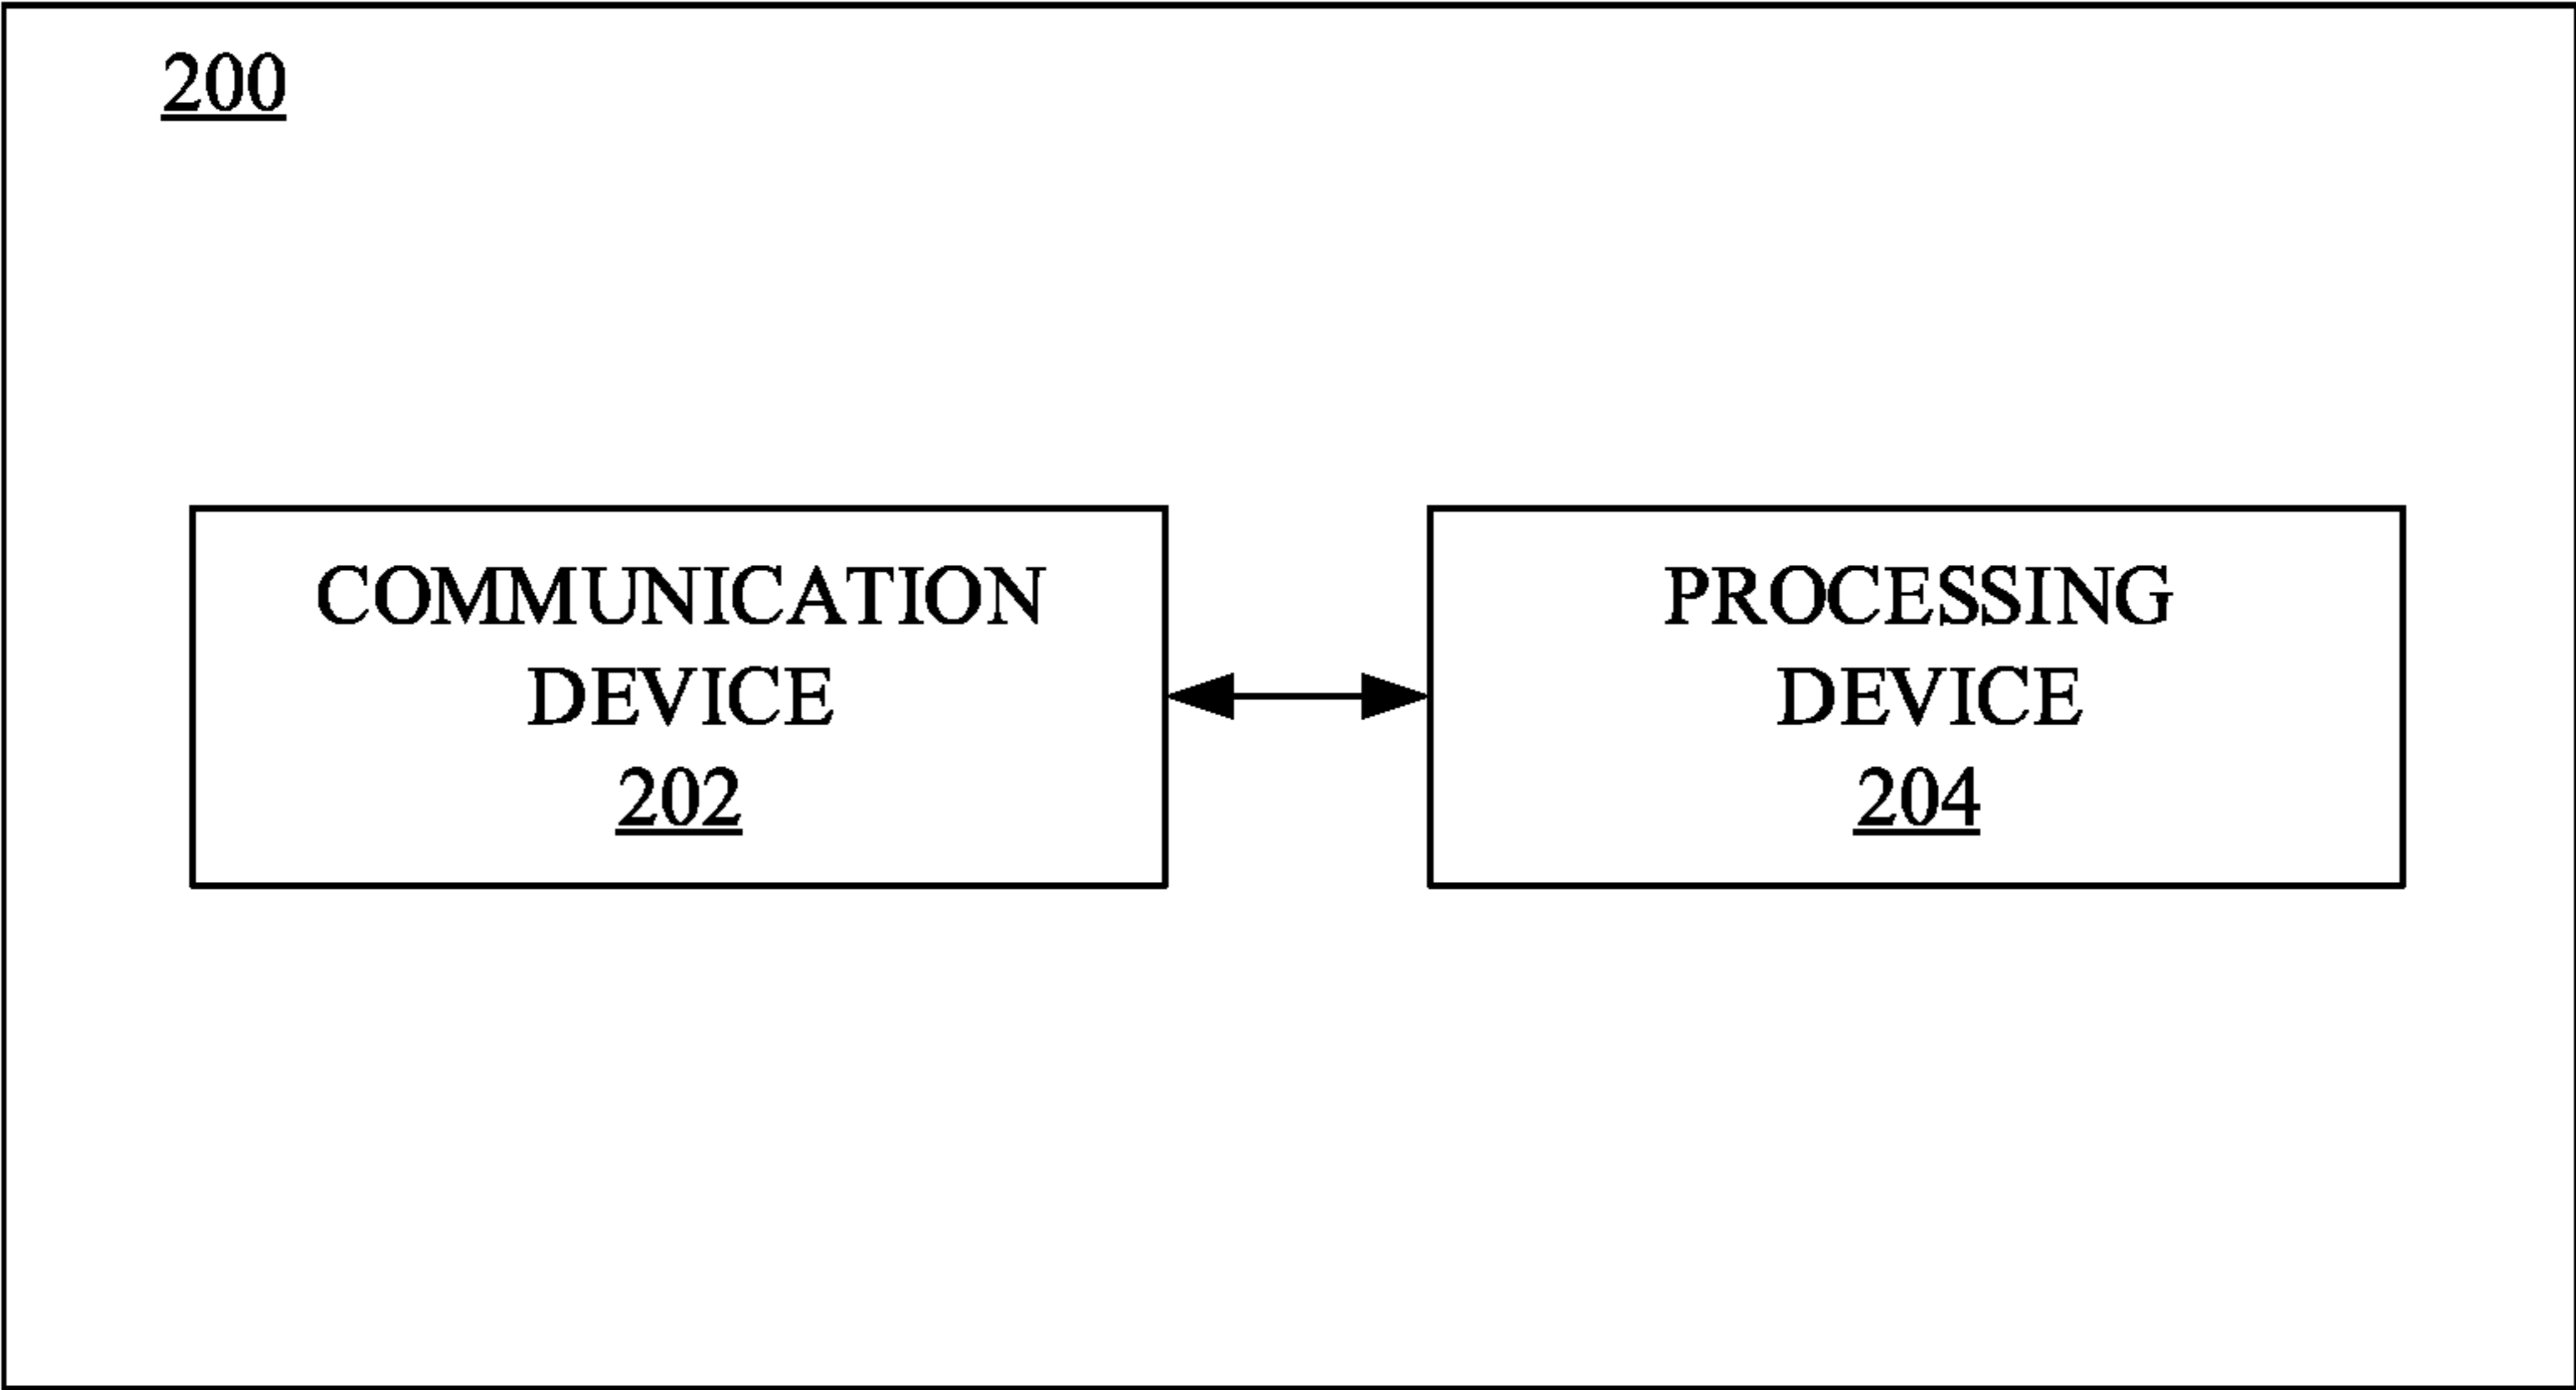 200
COMMUNICATION
DEVICE
202
PROCESSING
DEVICE
204